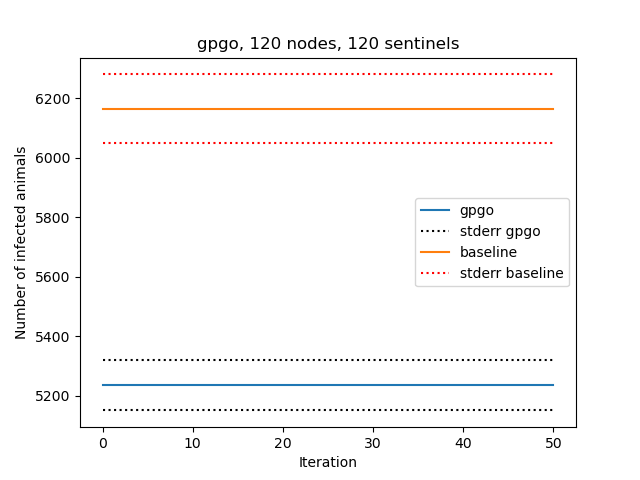 gpgo, 120 nodes, 120 sentinels
Number of infected animals
6200
6000
5800
5600
5400
5200
gpgo
stderr gpgo
baseline
stderr baseline
0 10 20 30 40 50
Iteration